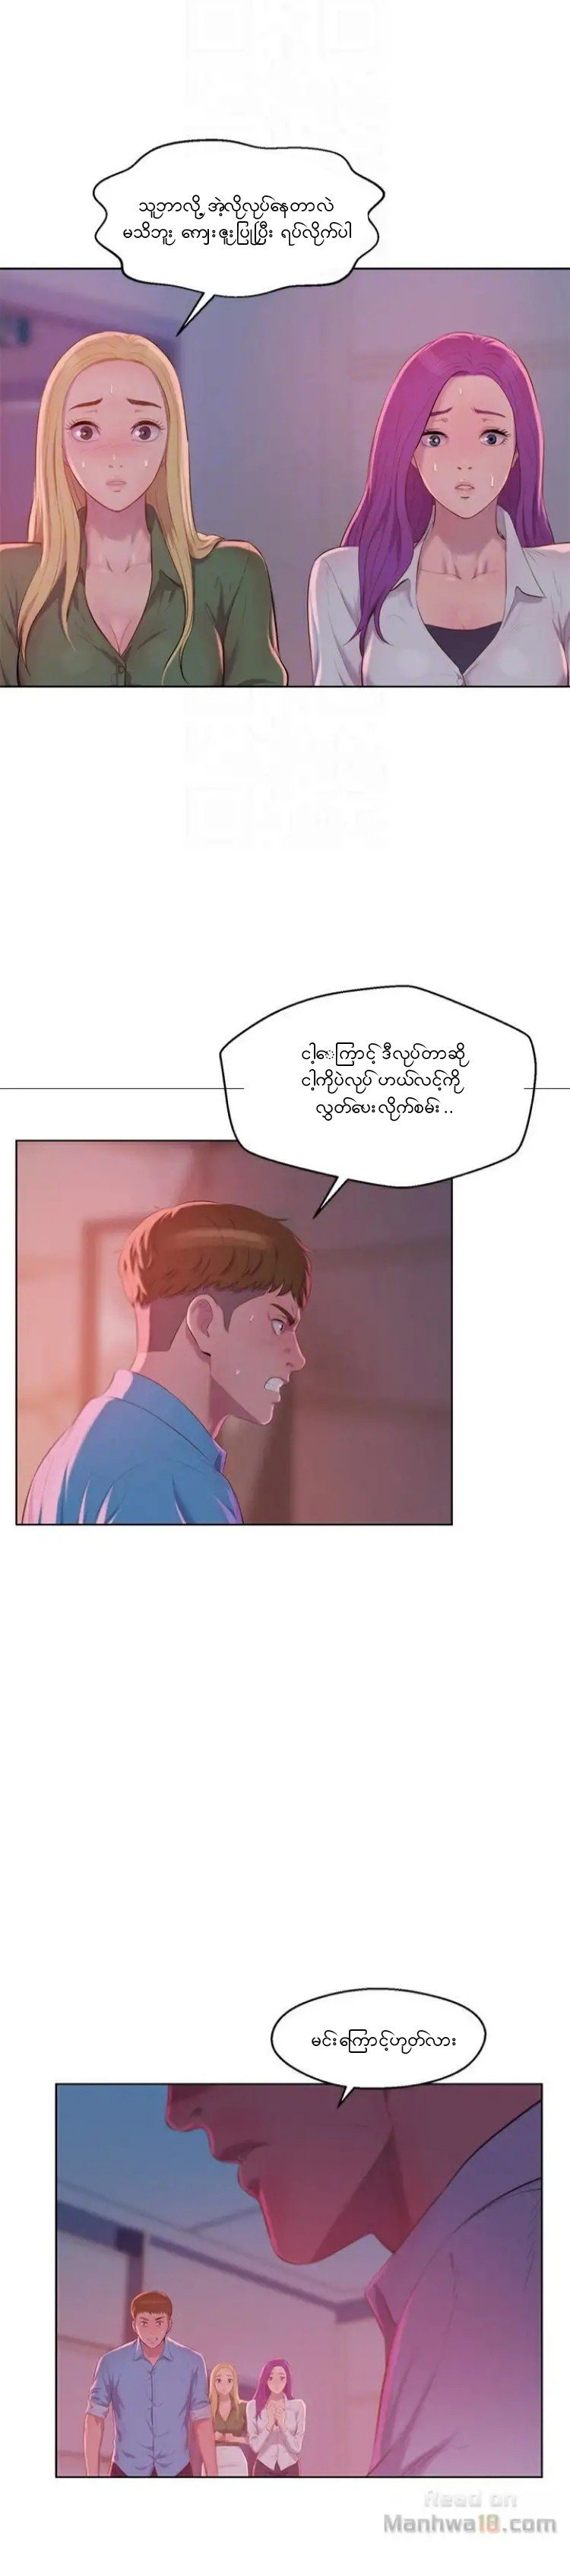 သူဘာလို့ အဲ့လိုလုပ်နေတာလဲ
မသိဘူး ကျေးဇူးပြုပြီး ရပ်လိုက်ပါ
ငါ့ကြောင့် ဒီလုပ်တာဆို
ငါ့ကိုပဲလုပ် ဟယ်လင့်ကို
လွှတ်ပေးလိုက်စမ်း ..
မင်းကြောင့်ဟုတ်လား
Read on
Manhwa18.com